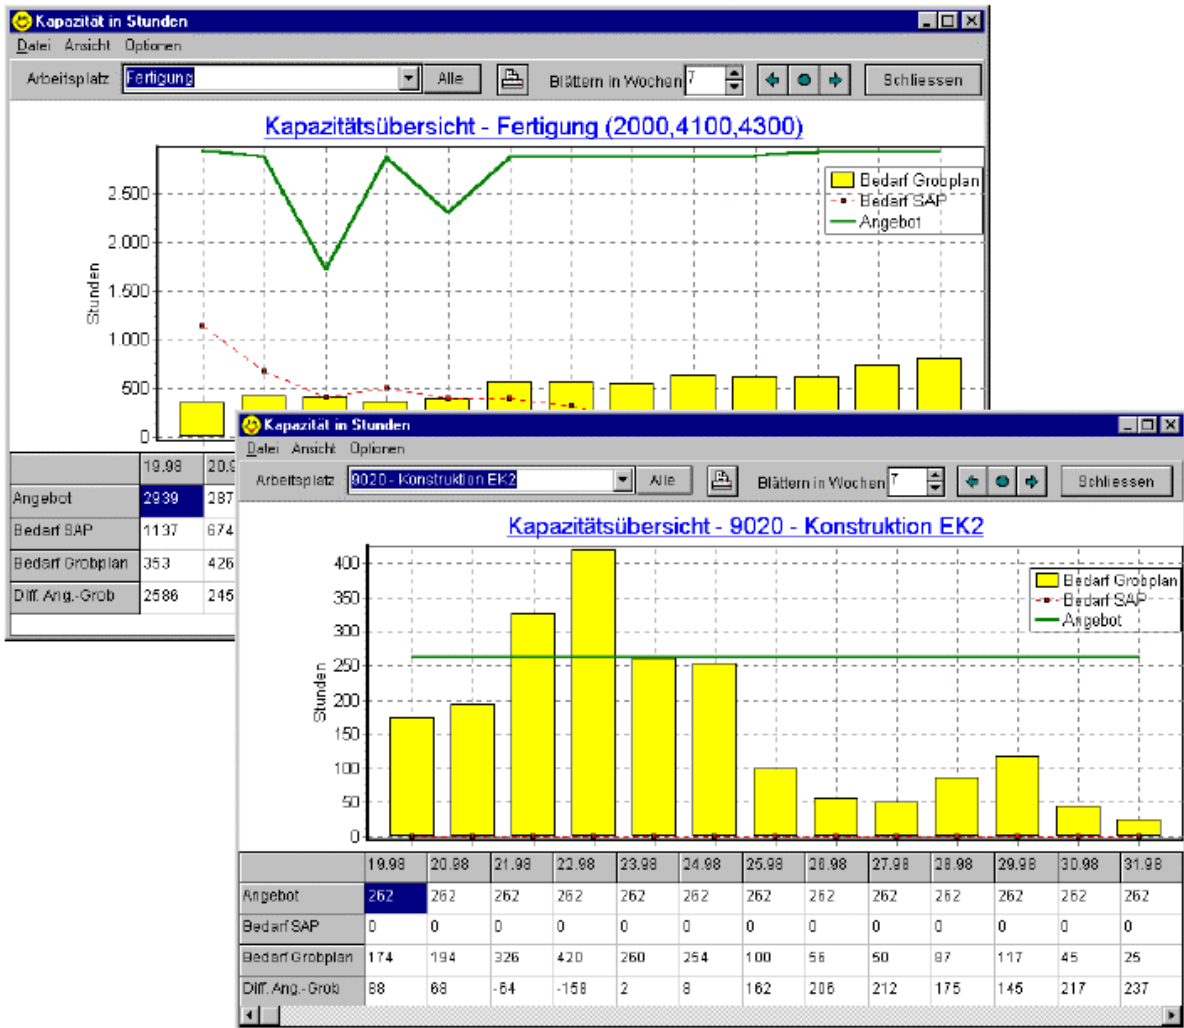 Kapazität in Stunden
Datei Ansicht Optionen
Arbeitsplatz Fertigung Alle Blättern in Wochen 7 Schliessen
Kapazitätsübersicht - Fertigung (2000,4100,4300)
Bedarf Grobplan
Bedarf SAP
Angebot
Stunden
2.500
2.000
1.500
1.000
500
0
19.98 20.9
Angebot 2939 287
Bedarf SAP 1137 674
Bedarf Grobplan 353 426
Diff. Ang.-Grob 2586 245
Kapazität in Stunden
Datei Ansicht Optionen
Arbeitsplatz 9020 - Konstruktion EK2 Alle Blättern in Wochen 7 Schliessen
Kapazitätsübersicht - 9020 - Konstruktion EK2
Bedarf Grobplan
Bedarf SAP
Angebot
Stunden
400
350
300
250
200
150
100
50
0
19.98 20.98 21.98 22.98 23.98 24.98 25.98 26.98 27.98 28.98 29.98 30.98 31.98
Angebot 262 262 262 262 262 262 262 262 262 262 262 262 262
Bedarf SAP 0 0 0 0 0 0 0 0 0 0 0 0 0
Bedarf Grobplan 174 194 326 420 260 254 100 56 50 87 117 45 25
Diff. Ang.-Grob 88 68 -64 -158 2 8 162 206 212 175 145 217 237